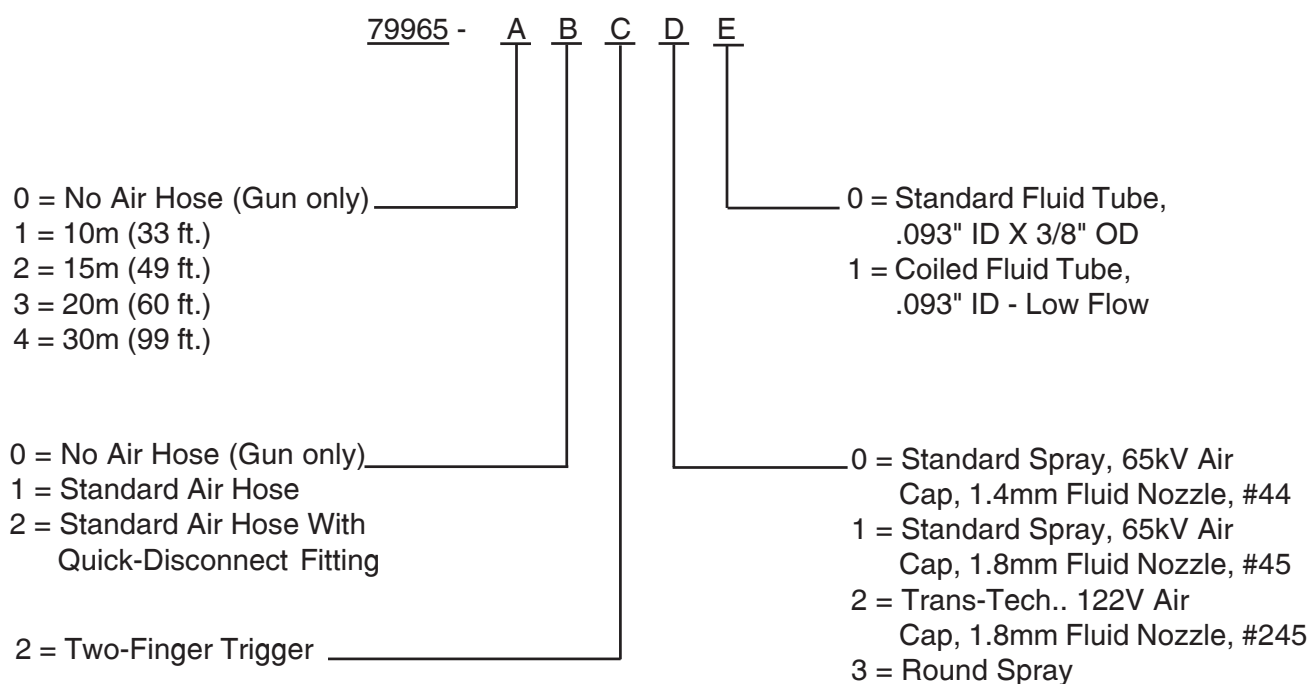 79965 - A B C D E
0 = No Air Hose (Gun only)
1 = 10m (33 ft.)
2 = 15m (49 ft.)
3 = 20m (60 ft.)
4 = 30m (99 ft.)
0 = Standard Fluid Tube,
.093" ID X 3/8" OD
1 = Coiled Fluid Tube,
.093" ID - Low Flow
0 = No Air Hose (Gun only)
1 = Standard Air Hose
2 = Standard Air Hose With
Quick-Disconnect Fitting
2 = Two-Finger Trigger
0 = Standard Spray, 65kV Air
Cap, 1.4mm Fluid Nozzle, #44
1 = Standard Spray, 65kV Air
Cap, 1.8mm Fluid Nozzle, #45
2 = Trans-Tech.. 122V Air
Cap, 1.8mm Fluid Nozzle, #245
3 = Round Spray